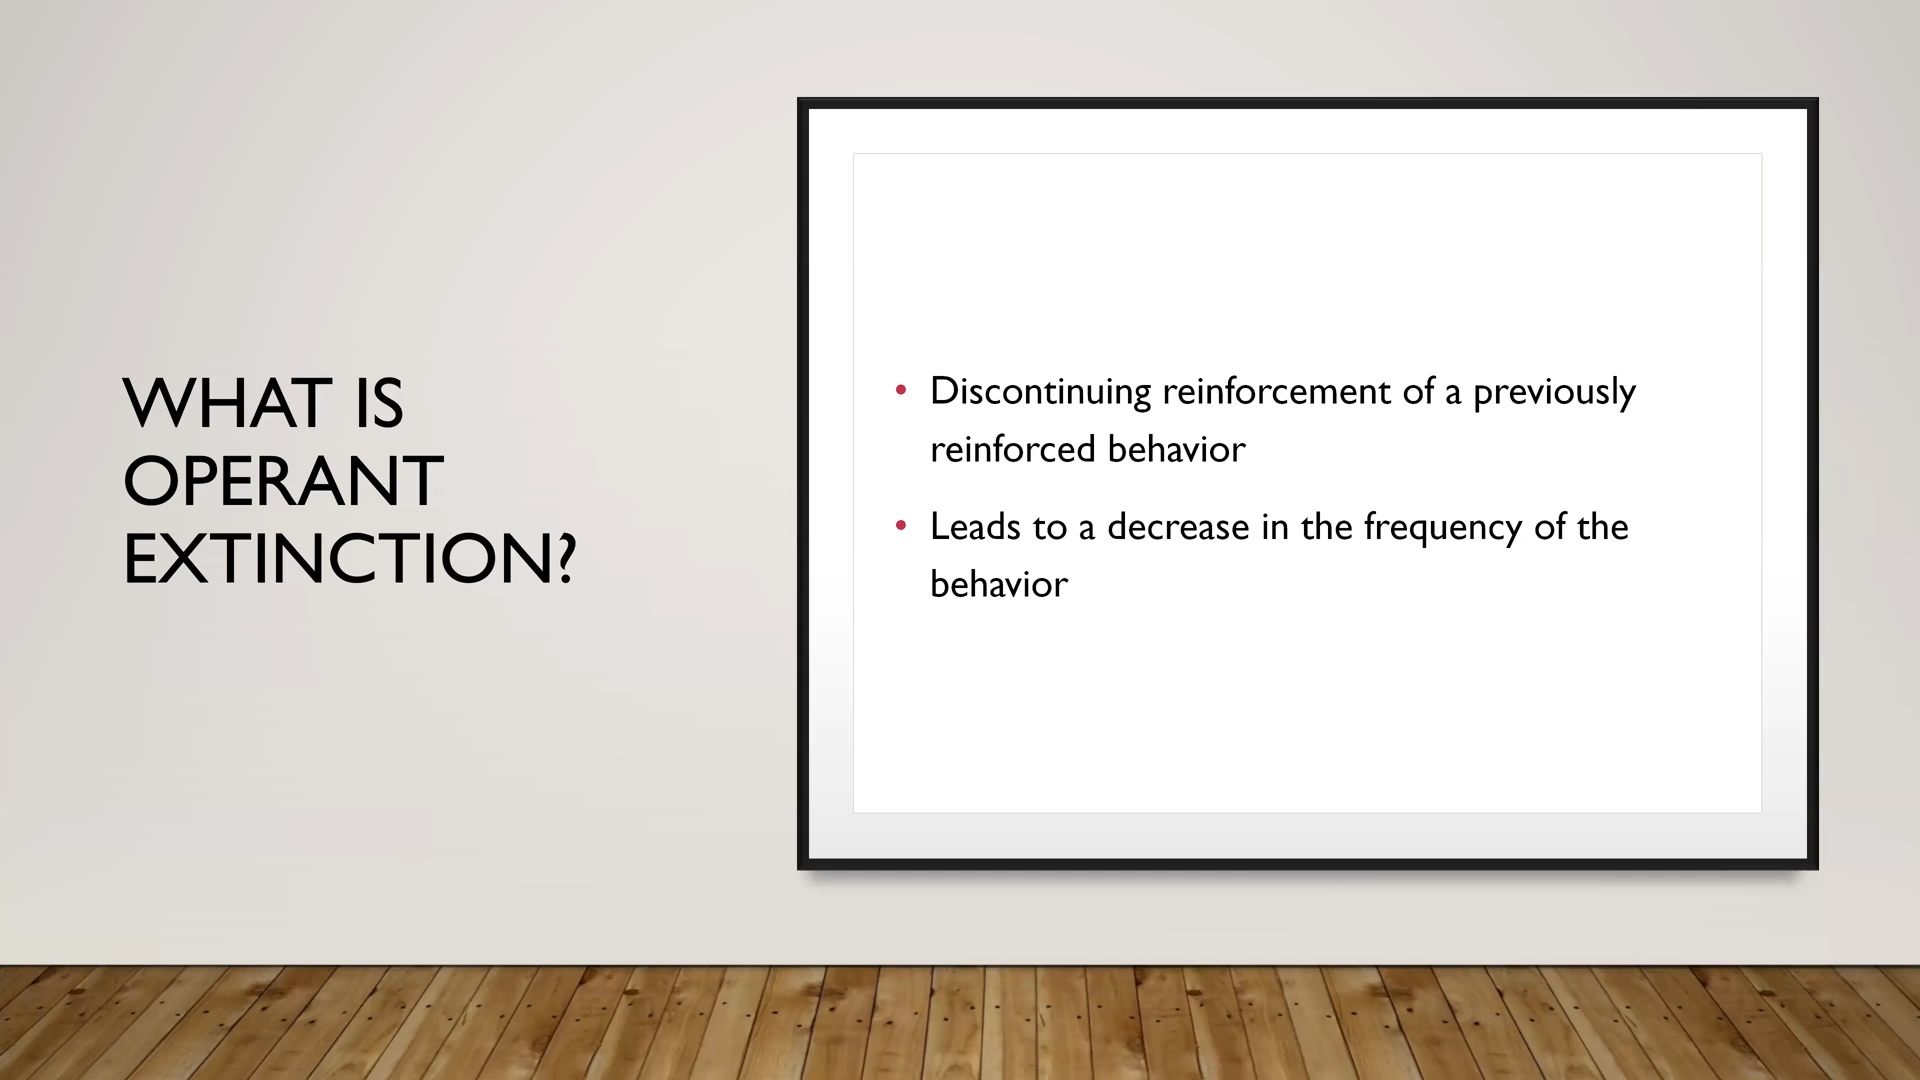 WHAT IS
OPERANT
EXTINCTION?
• Discontinuing reinforcement of a previously
reinforced behavior
• Leads to a decrease in the frequency of the
behavior